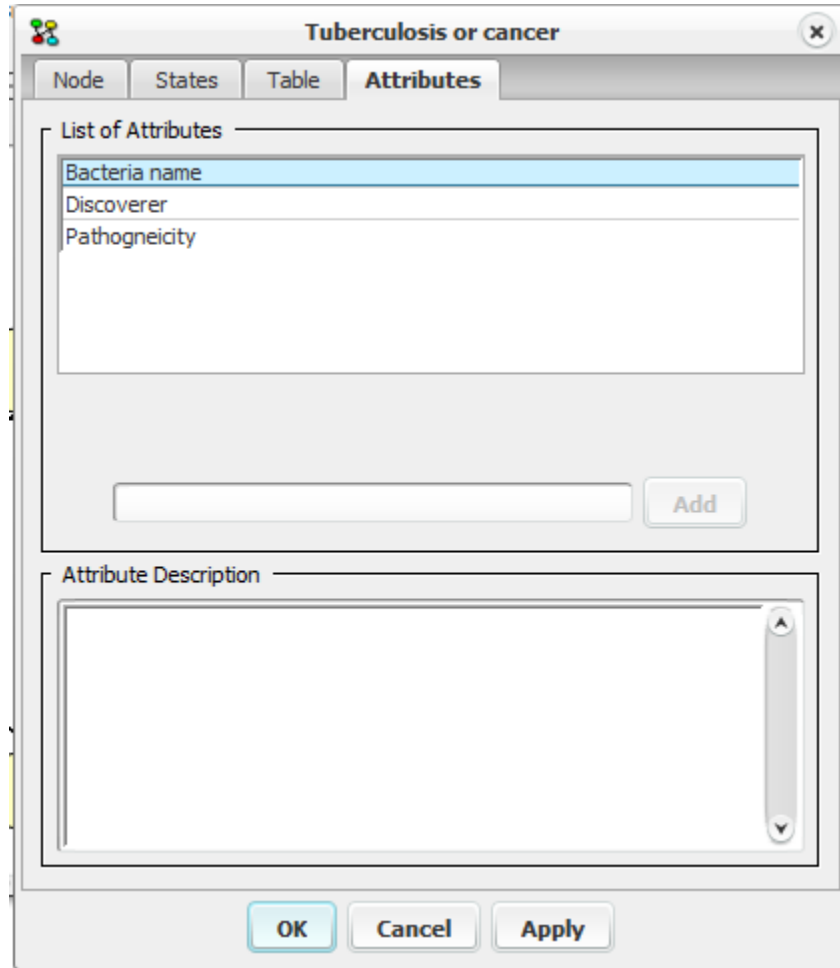 Tuberculosis or cancer
Node States Table Attributes
List of Attributes
Bacteria name
Discoverer
Pathogneicity
Add
Attribute Description
OK Cancel Apply